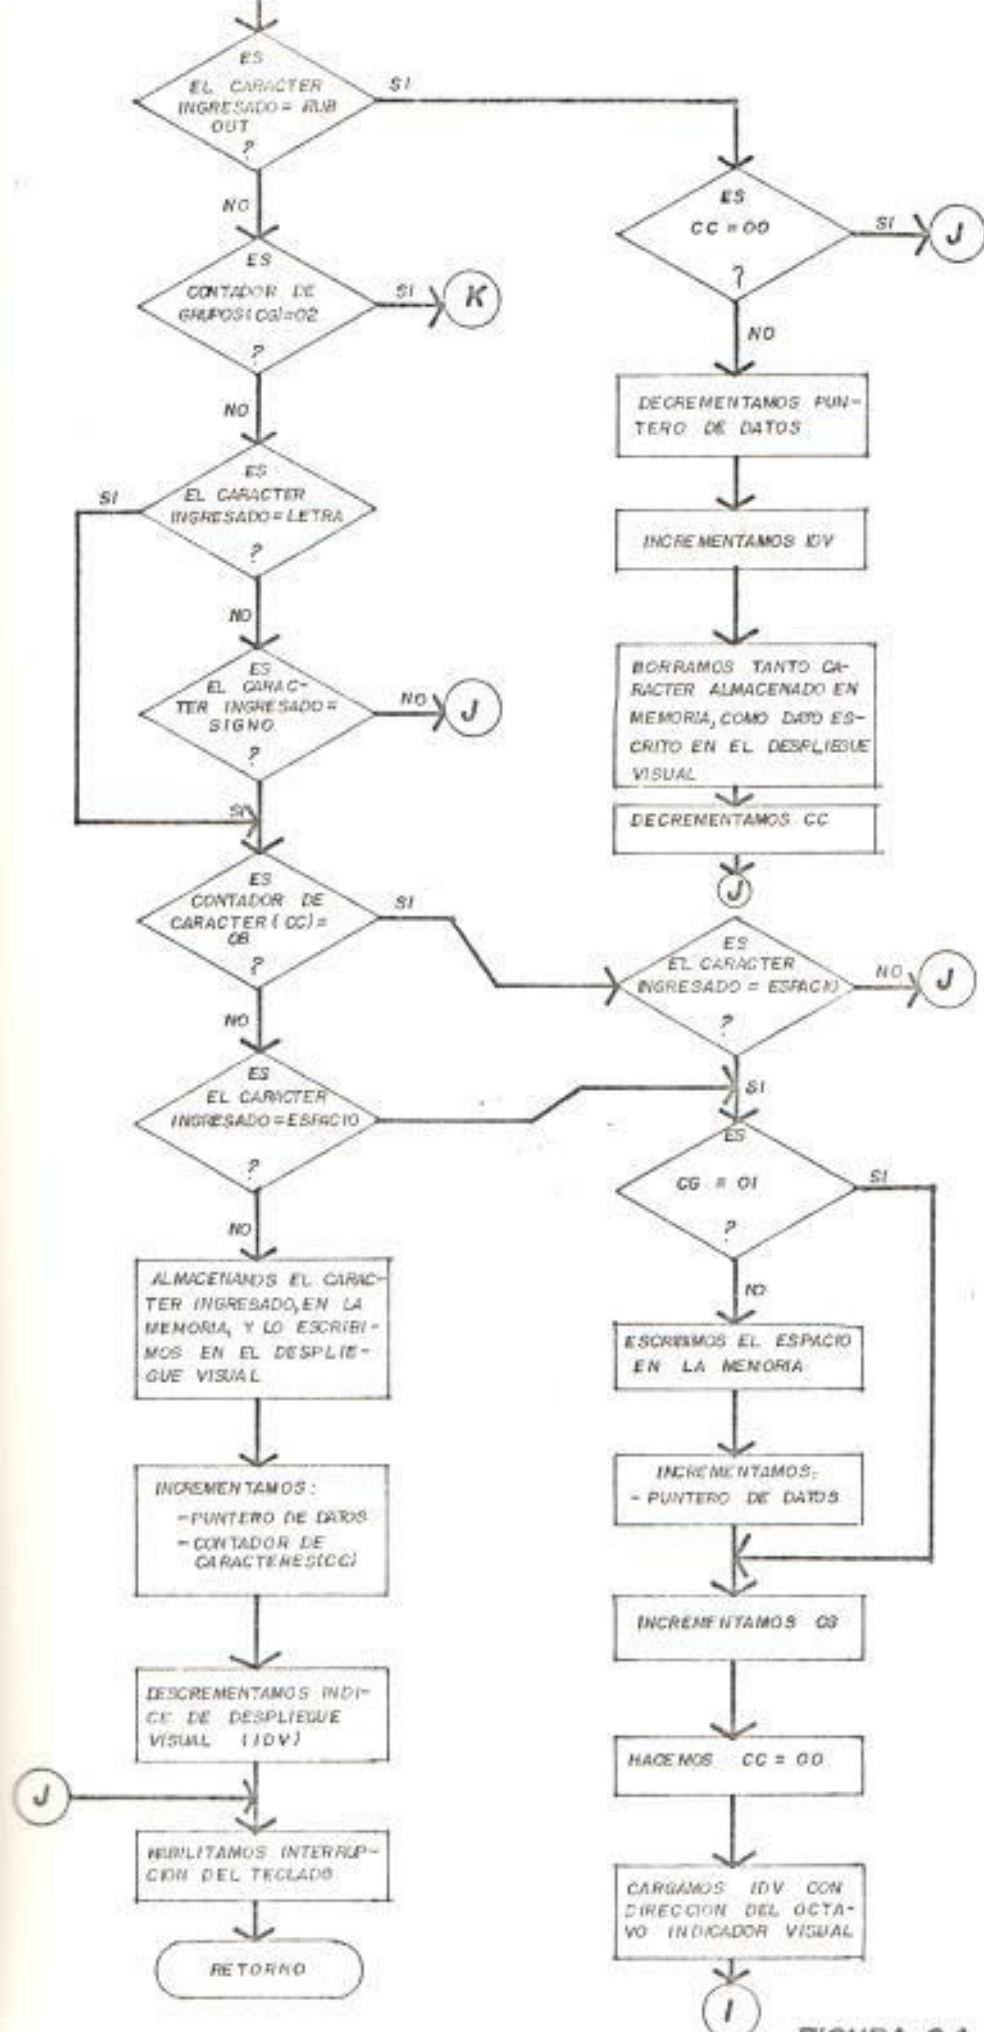 ES
EL CARACTER
INGRESADO = RUB
OUT
?
SI
NO
ES
CC = 00
?
SI
J
NO
ES
CONTADOR DE
GRUPOS(CG)=02
?
SI
K
NO
DECREMENTAMOS PUN-
TERO DE DATOS
ES
EL CARACTER
INGRESADO = LETRA
?
SI
NO
INCREMENTAMOS IDV
ES
EL CARAC-
TER INGRESADO =
SIGNO
?
NO
J
SI
BORRAMOS TANTO CA-
RACTER ALMACENADO EN
MEMORIA, COMO DATO ES-
CRITO EN EL DESPLIEGUE
VISUAL
DECREMENTAMOS CC
J
ES
CONTADOR DE
CARACTER (CC) =
08
?
SI
NO
ES
EL CARACTER
INGRESADO = ESPACIO
?
NO
J
SI
ES
EL CARACTER
INGRESADO = ESPACIO
?
NO
ES
CG = 01
?
SI
NO
ALMACENAMOS EL CARAC-
TER INGRESADO, EN LA
MEMORIA, Y LO ESCRIBI-
MOS EN EL DESPLIE-
GUE VISUAL
ESCRIBIMOS EL ESPACIO
EN LA MEMORIA
INCREMENTAMOS :
- PUNTERO DE DATOS
- CONTADOR DE
CARACTERES(CC)
INCREMENTAMOS:
- PUNTERO DE DATOS
INCREMENTAMOS CG
DESCREMENTAMOS INDI-
CE DE DESPLIEGUE
VISUAL (IDV)
HACEMOS CC = 00
J
HABILITAMOS INTERRUP-
CION DEL TECLADO
CARGAMOS IDV CON
DIRECCION DEL OCTA-
VO INDICADOR VISUAL
RETORNO
I
FIGURA